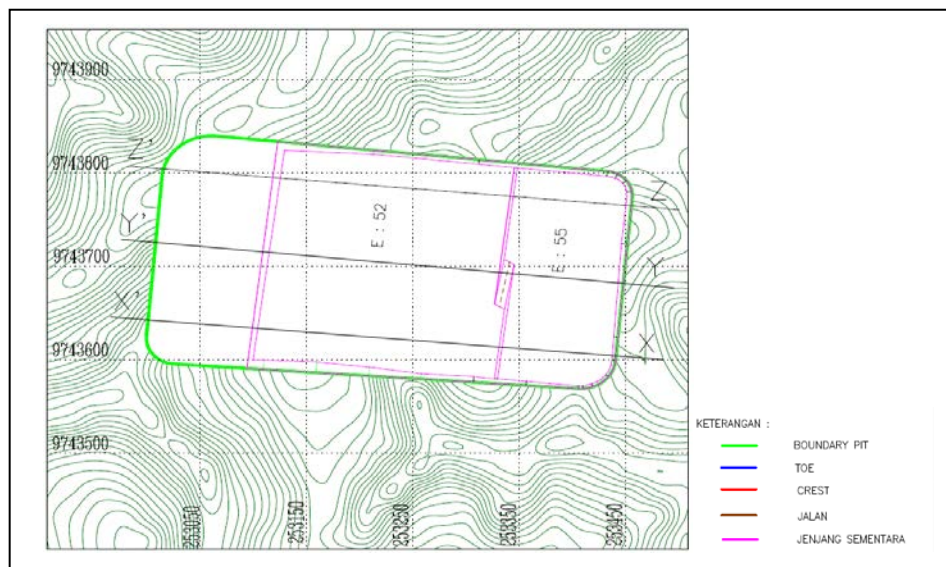 9743900
Z'
9743800
Z
E : 52
Y'
E : 55
9743700
Y
X'
X
9743600
9743500
253050
253150
253250
253350
253450
KETERANGAN :
BOUNDARY PIT
TOE
CREST
JALAN
JENJANG SEMENTARA